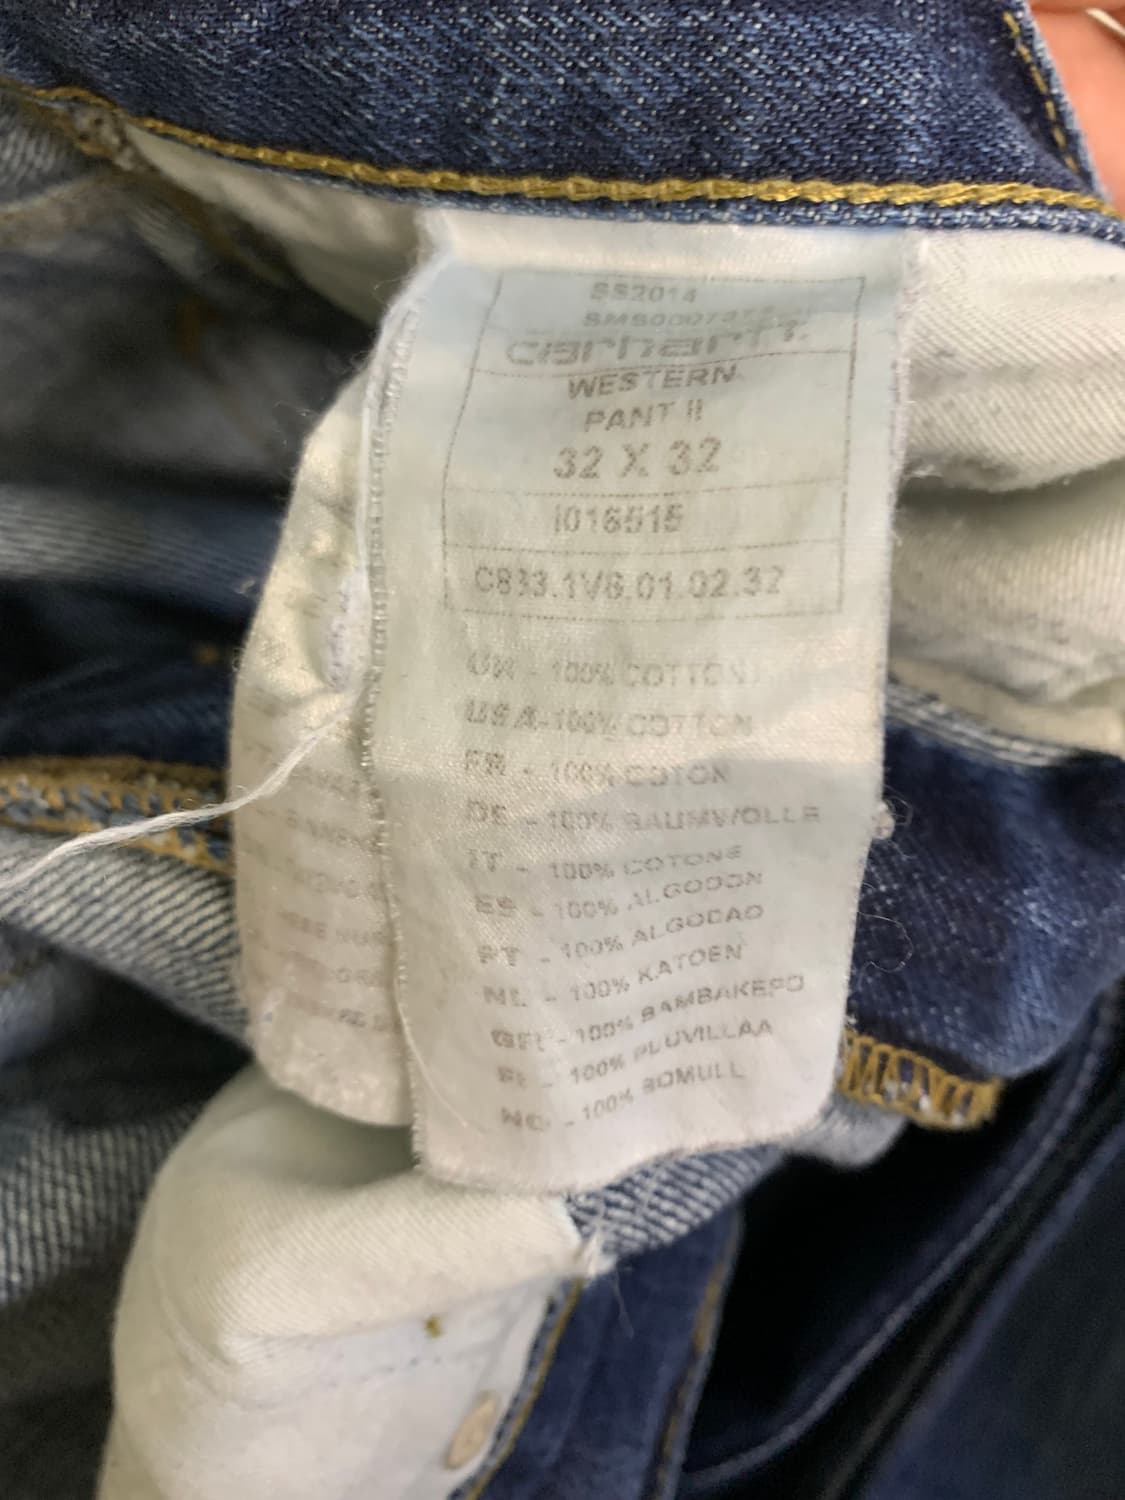 SS2014
carhartt
WESTERN
PANT II
32 X 32
I016515
C833.1V6.01.02.32
UK - 100% COTTON
USA-100% COTTON
FR - 100% COTON
DE - 100% BAUMWOLLE
IT - 100% COTONE
ES - 100% ALGODON
PT - 100% ALGODAO
NL - 100% KATOEN
- 100% BAMBAKEPO
FI - 100% PUUVILLAA
NO - 100% BOMULL